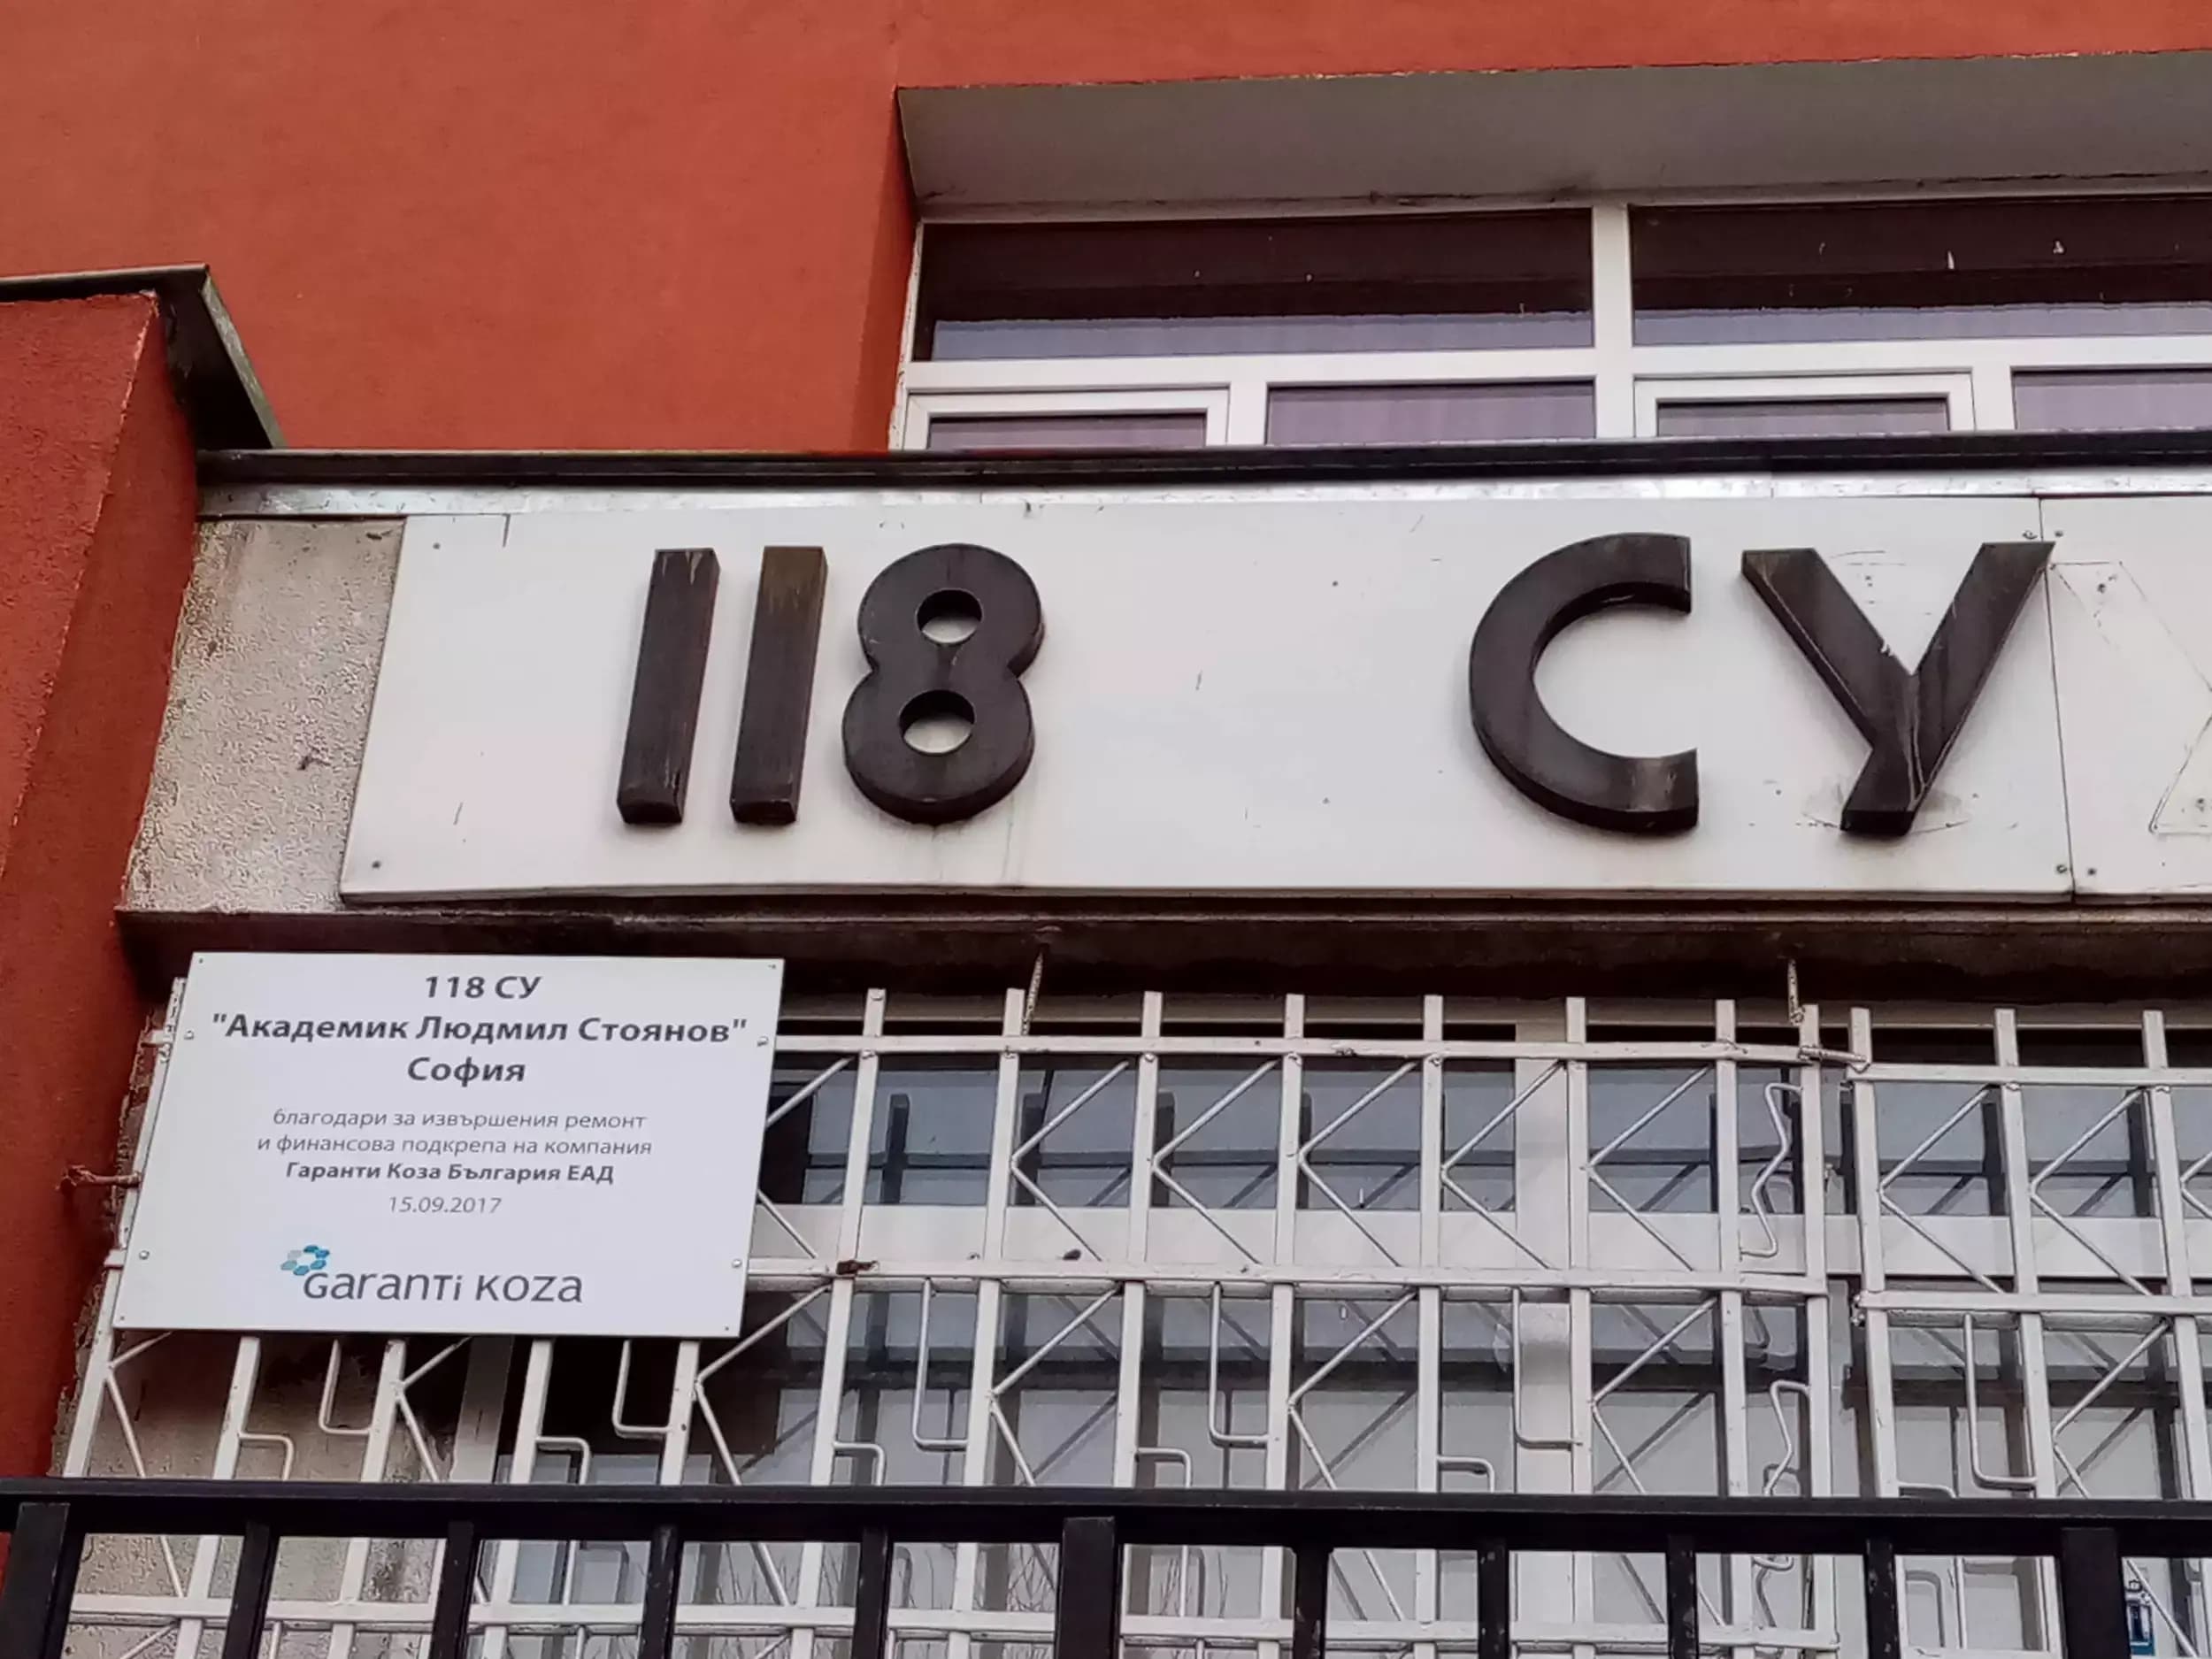 118 СУ
118 СУ
"Академик Людмил Стоянов"
София
благодари за извършения ремонт
и финансова подкрепа на компания
Гаранти Коза България ЕАД
15.09.2017
Garanti Koza